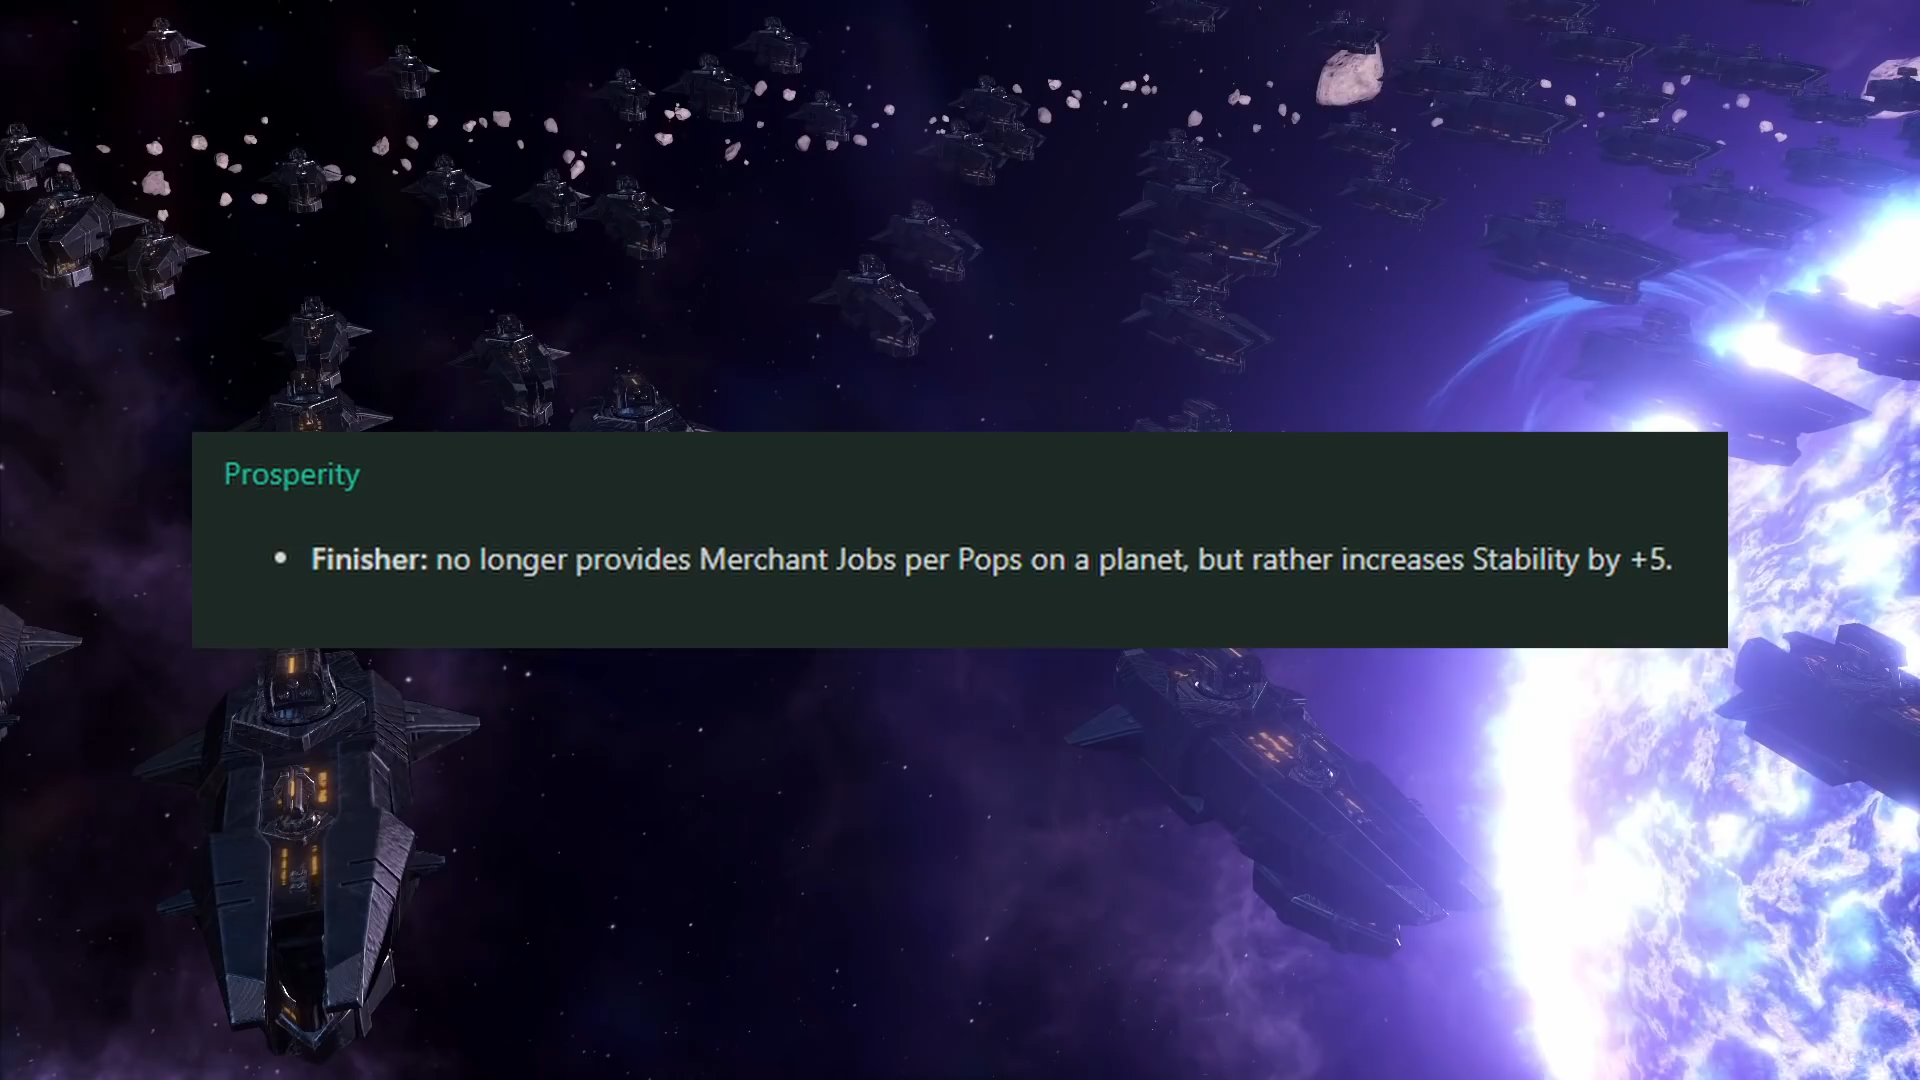 Prosperity
• Finisher: no longer provides Merchant Jobs per Pops on a planet, but rather increases Stability by +5.